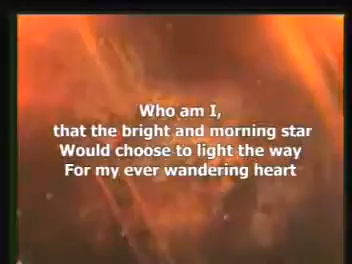 Who am I,
that the bright and morning star
Would choose to light the way
For my ever wandering heart